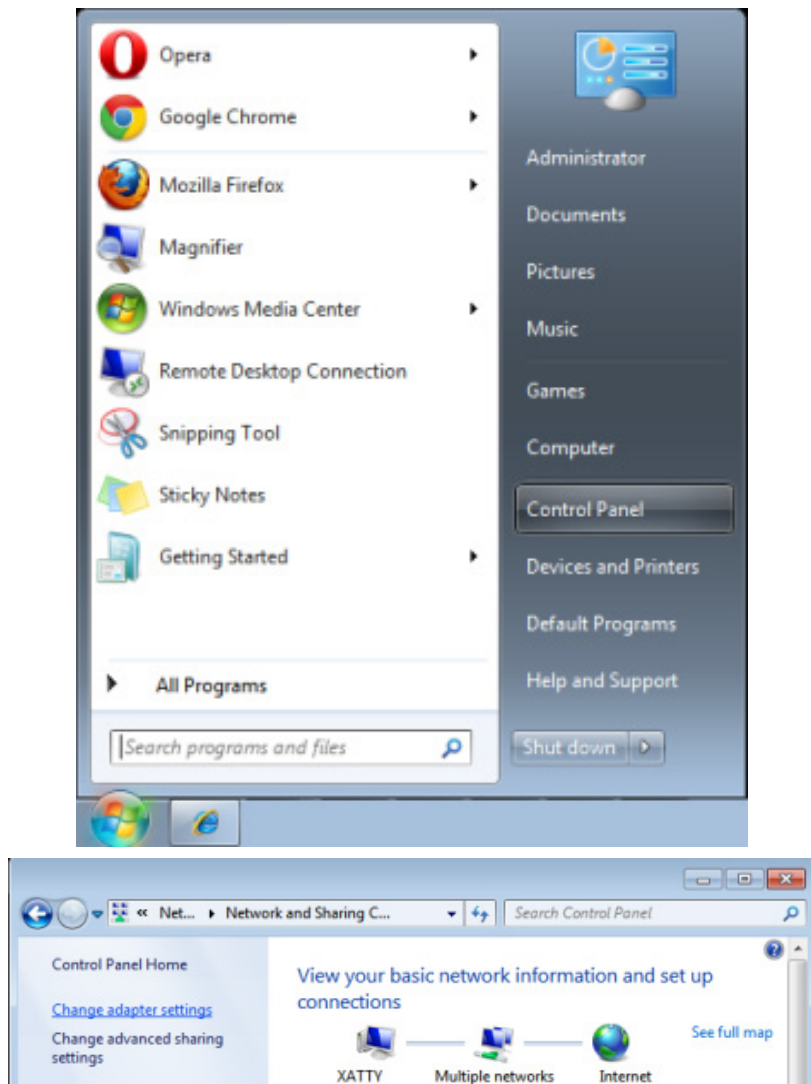 Opera
Google Chrome
Mozilla Firefox
Magnifier
Windows Media Center
Remote Desktop Connection
Snipping Tool
Sticky Notes
Getting Started
All Programs
Search programs and files
Administrator
Documents
Pictures
Music
Games
Computer
Control Panel
Devices and Printers
Default Programs
Help and Support
Shut down
« Net... Network and Sharing C...
Search Control Panel
Control Panel Home
Change adapter settings
Change advanced sharing
settings
View your basic network information and set up
connections
See full map
XATTY Multiple networks Internet